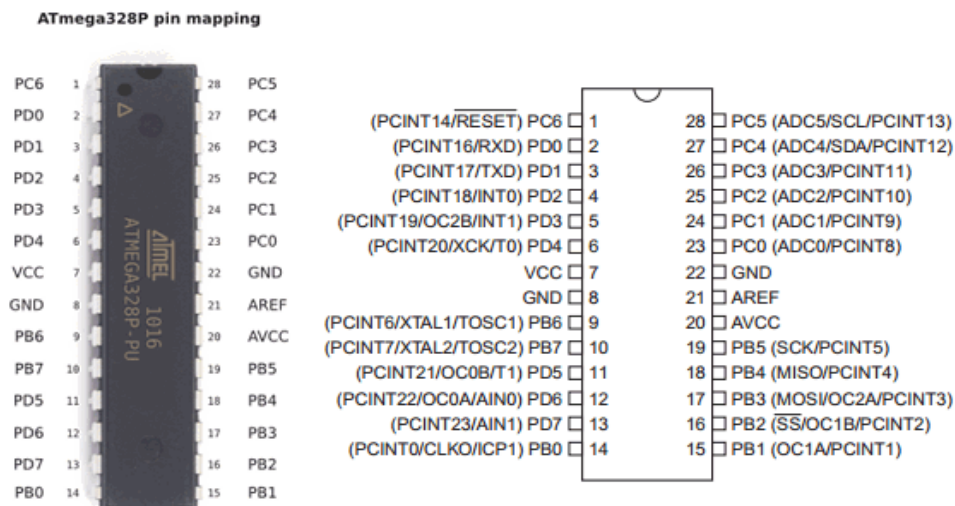 ATmega328P pin mapping
PC6 1 28 PC5
PD0 2 27 PC4
PD1 3 26 PC3
PD2 4 25 PC2
PD3 5 24 PC1
PD4 6 23 PC0
VCC 7 22 GND
GND 8 21 AREF
PB6 9 20 AVCC
PB7 10 19 PB5
PD5 11 18 PB4
PD6 12 17 PB3
PD7 13 16 PB2
PB0 14 15 PB1
ATMEL
ATMEGA328P-PU
1016
(PCINT14/RESET) PC6 1 28 PC5 (ADC5/SCL/PCINT13)
(PCINT16/RXD) PD0 2 27 PC4 (ADC4/SDA/PCINT12)
(PCINT17/TXD) PD1 3 26 PC3 (ADC3/PCINT11)
(PCINT18/INT0) PD2 4 25 PC2 (ADC2/PCINT10)
(PCINT19/OC2B/INT1) PD3 5 24 PC1 (ADC1/PCINT9)
(PCINT20/XCK/T0) PD4 6 23 PC0 (ADC0/PCINT8)
VCC 7 22 GND
GND 8 21 AREF
(PCINT6/XTAL1/TOSC1) PB6 9 20 AVCC
(PCINT7/XTAL2/TOSC2) PB7 10 19 PB5 (SCK/PCINT5)
(PCINT21/OC0B/T1) PD5 11 18 PB4 (MISO/PCINT4)
(PCINT22/OC0A/AIN0) PD6 12 17 PB3 (MOSI/OC2A/PCINT3)
(PCINT23/AIN1) PD7 13 16 PB2 (SS/OC1B/PCINT2)
(PCINT0/CLKO/ICP1) PB0 14 15 PB1 (OC1A/PCINT1)